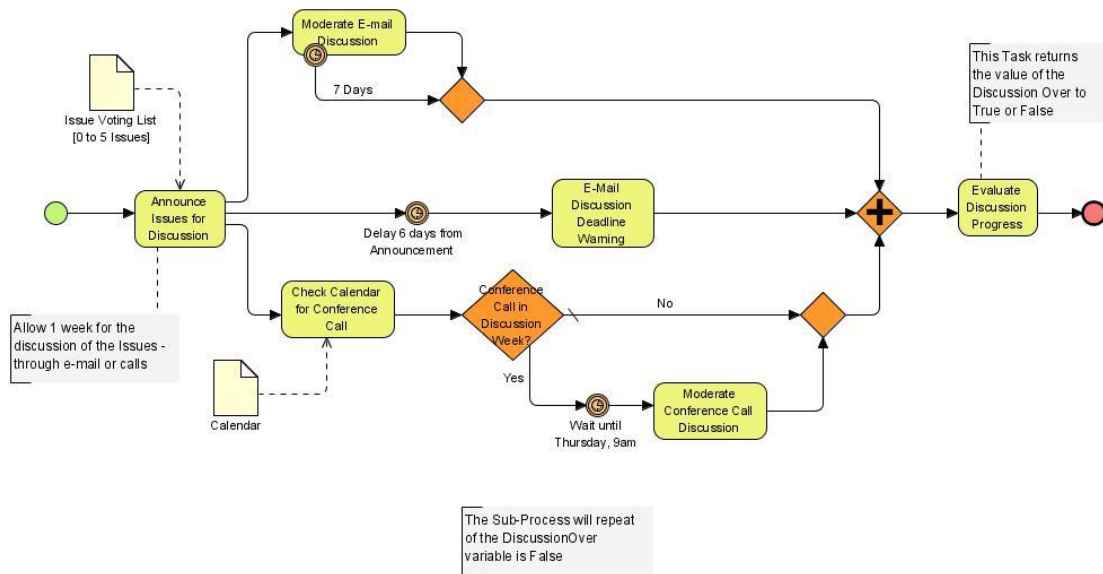 Moderate E-mail
Discussion
7 Days
This Task returns
the value of the
Discussion Over to
True or False
Issue Voting List
[0 to 5 Issues]
Announce
Issues for
Discussion
Delay 6 days from
Announcement
E-Mail
Discussion
Deadline
Warning
Evaluate
Discussion
Progress
Check Calendar
for Conference
Call
Conference
Call in
Discussion
Week?
No
Yes
Allow 1 week for the
discussion of the Issues -
through e-mail or calls
Calendar
Wait until
Thursday, 9am
Moderate
Conference Call
Discussion
The Sub-Process will repeat
of the DiscussionOver
variable is False